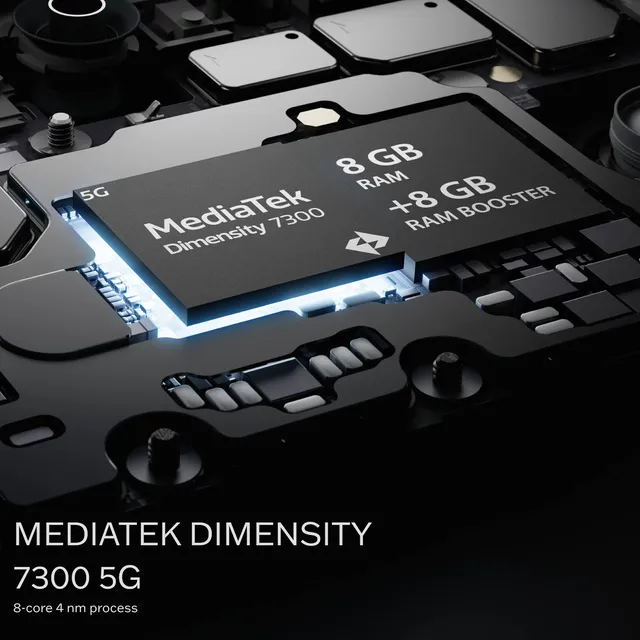 5G
MediaTek
Dimensity 7300
8 GB
RAM
+8 GB
RAM BOOSTER
MEDIATEK DIMENSITY
7300 5G
8-core 4 nm process